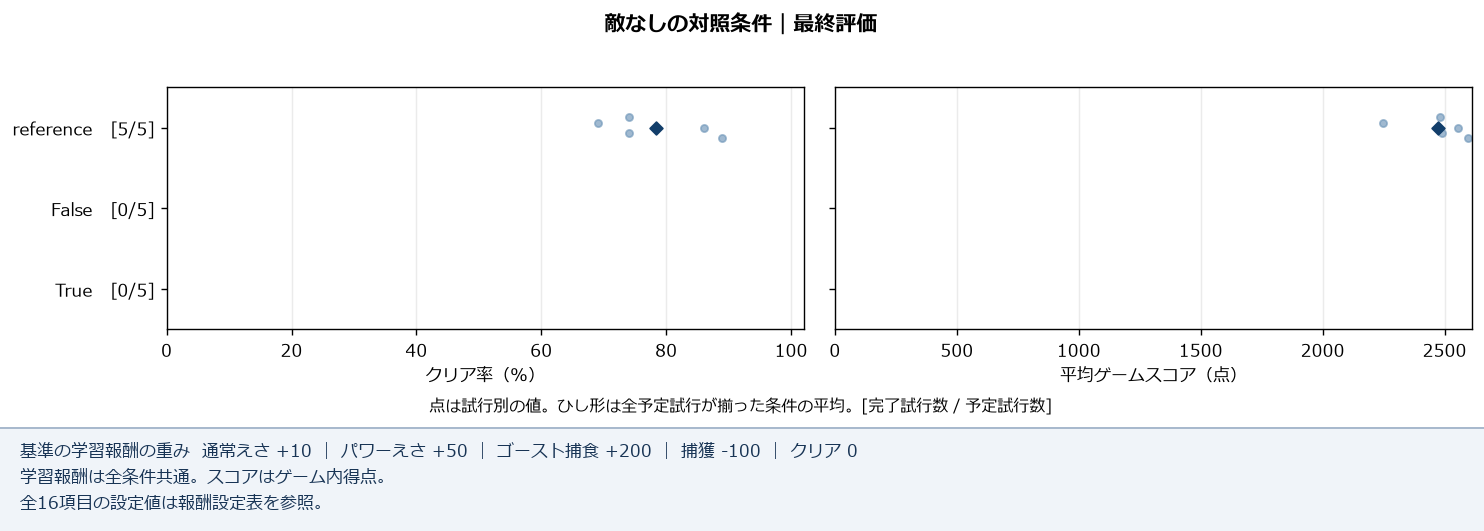 敵なしの対照条件｜最終評価
reference [5/5]
False [0/5]
True [0/5]
0 20 40 60 80 100
クリア率（%）
0 500 1000 1500 2000 2500
平均ゲームスコア（点）
点は試行別の値。ひし形は全予定試行が揃った条件の平均。[完了試行数 / 予定試行数]
基準の学習報酬の重み 通常えさ +10 ｜ パワーえさ +50 ｜ ゴースト捕食 +200 ｜ 捕獲 -100 ｜ クリア 0
学習報酬は全条件共通。スコアはゲーム内得点。
全16項目の設定値は報酬設定表を参照。